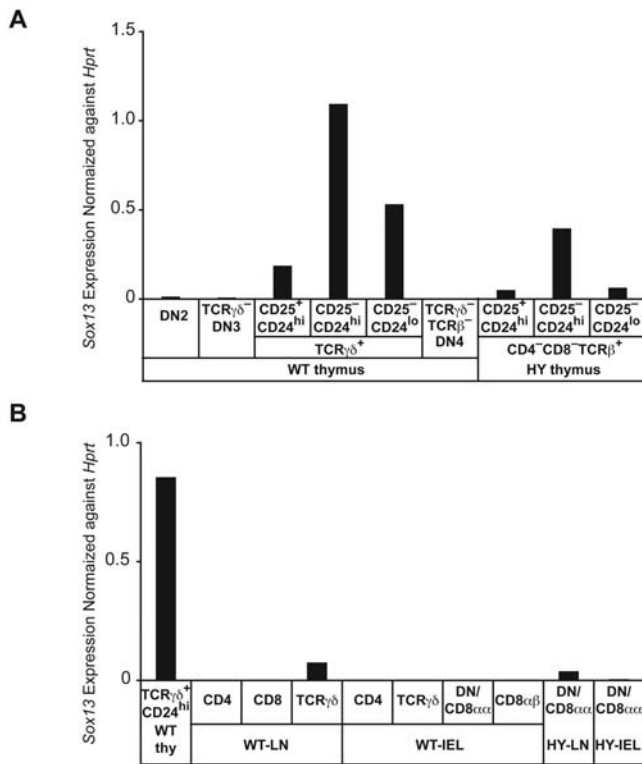 A
Sox13 Expression Normaized against Hprt
1.5
1.0
0.5
0
DN2
TCRγδ⁻
DN3
CD25⁺
CD24ʰⁱ
CD25⁻
CD24ʰⁱ
CD25⁻
CD24ˡᵒ
TCRγδ⁻
TCRβ⁻
DN4
CD25⁺
CD24ʰⁱ
CD25⁻
CD24ʰⁱ
CD25⁻
CD24ˡᵒ
TCRγδ⁺
CD4⁻CD8⁻TCRβ⁺
WT thymus
HY thymus
B
Sox13 Expression Normaized against Hprt
1.0
0.5
0
TCRγδ⁺
CD24ʰⁱ
WT
thy
CD4
CD8
TCRγδ
CD4
TCRγδ
DN/
CD8αα
CD8αβ
DN/
CD8αα
DN/
CD8αα
WT-LN
WT-IEL
HY-LN
HY-IEL